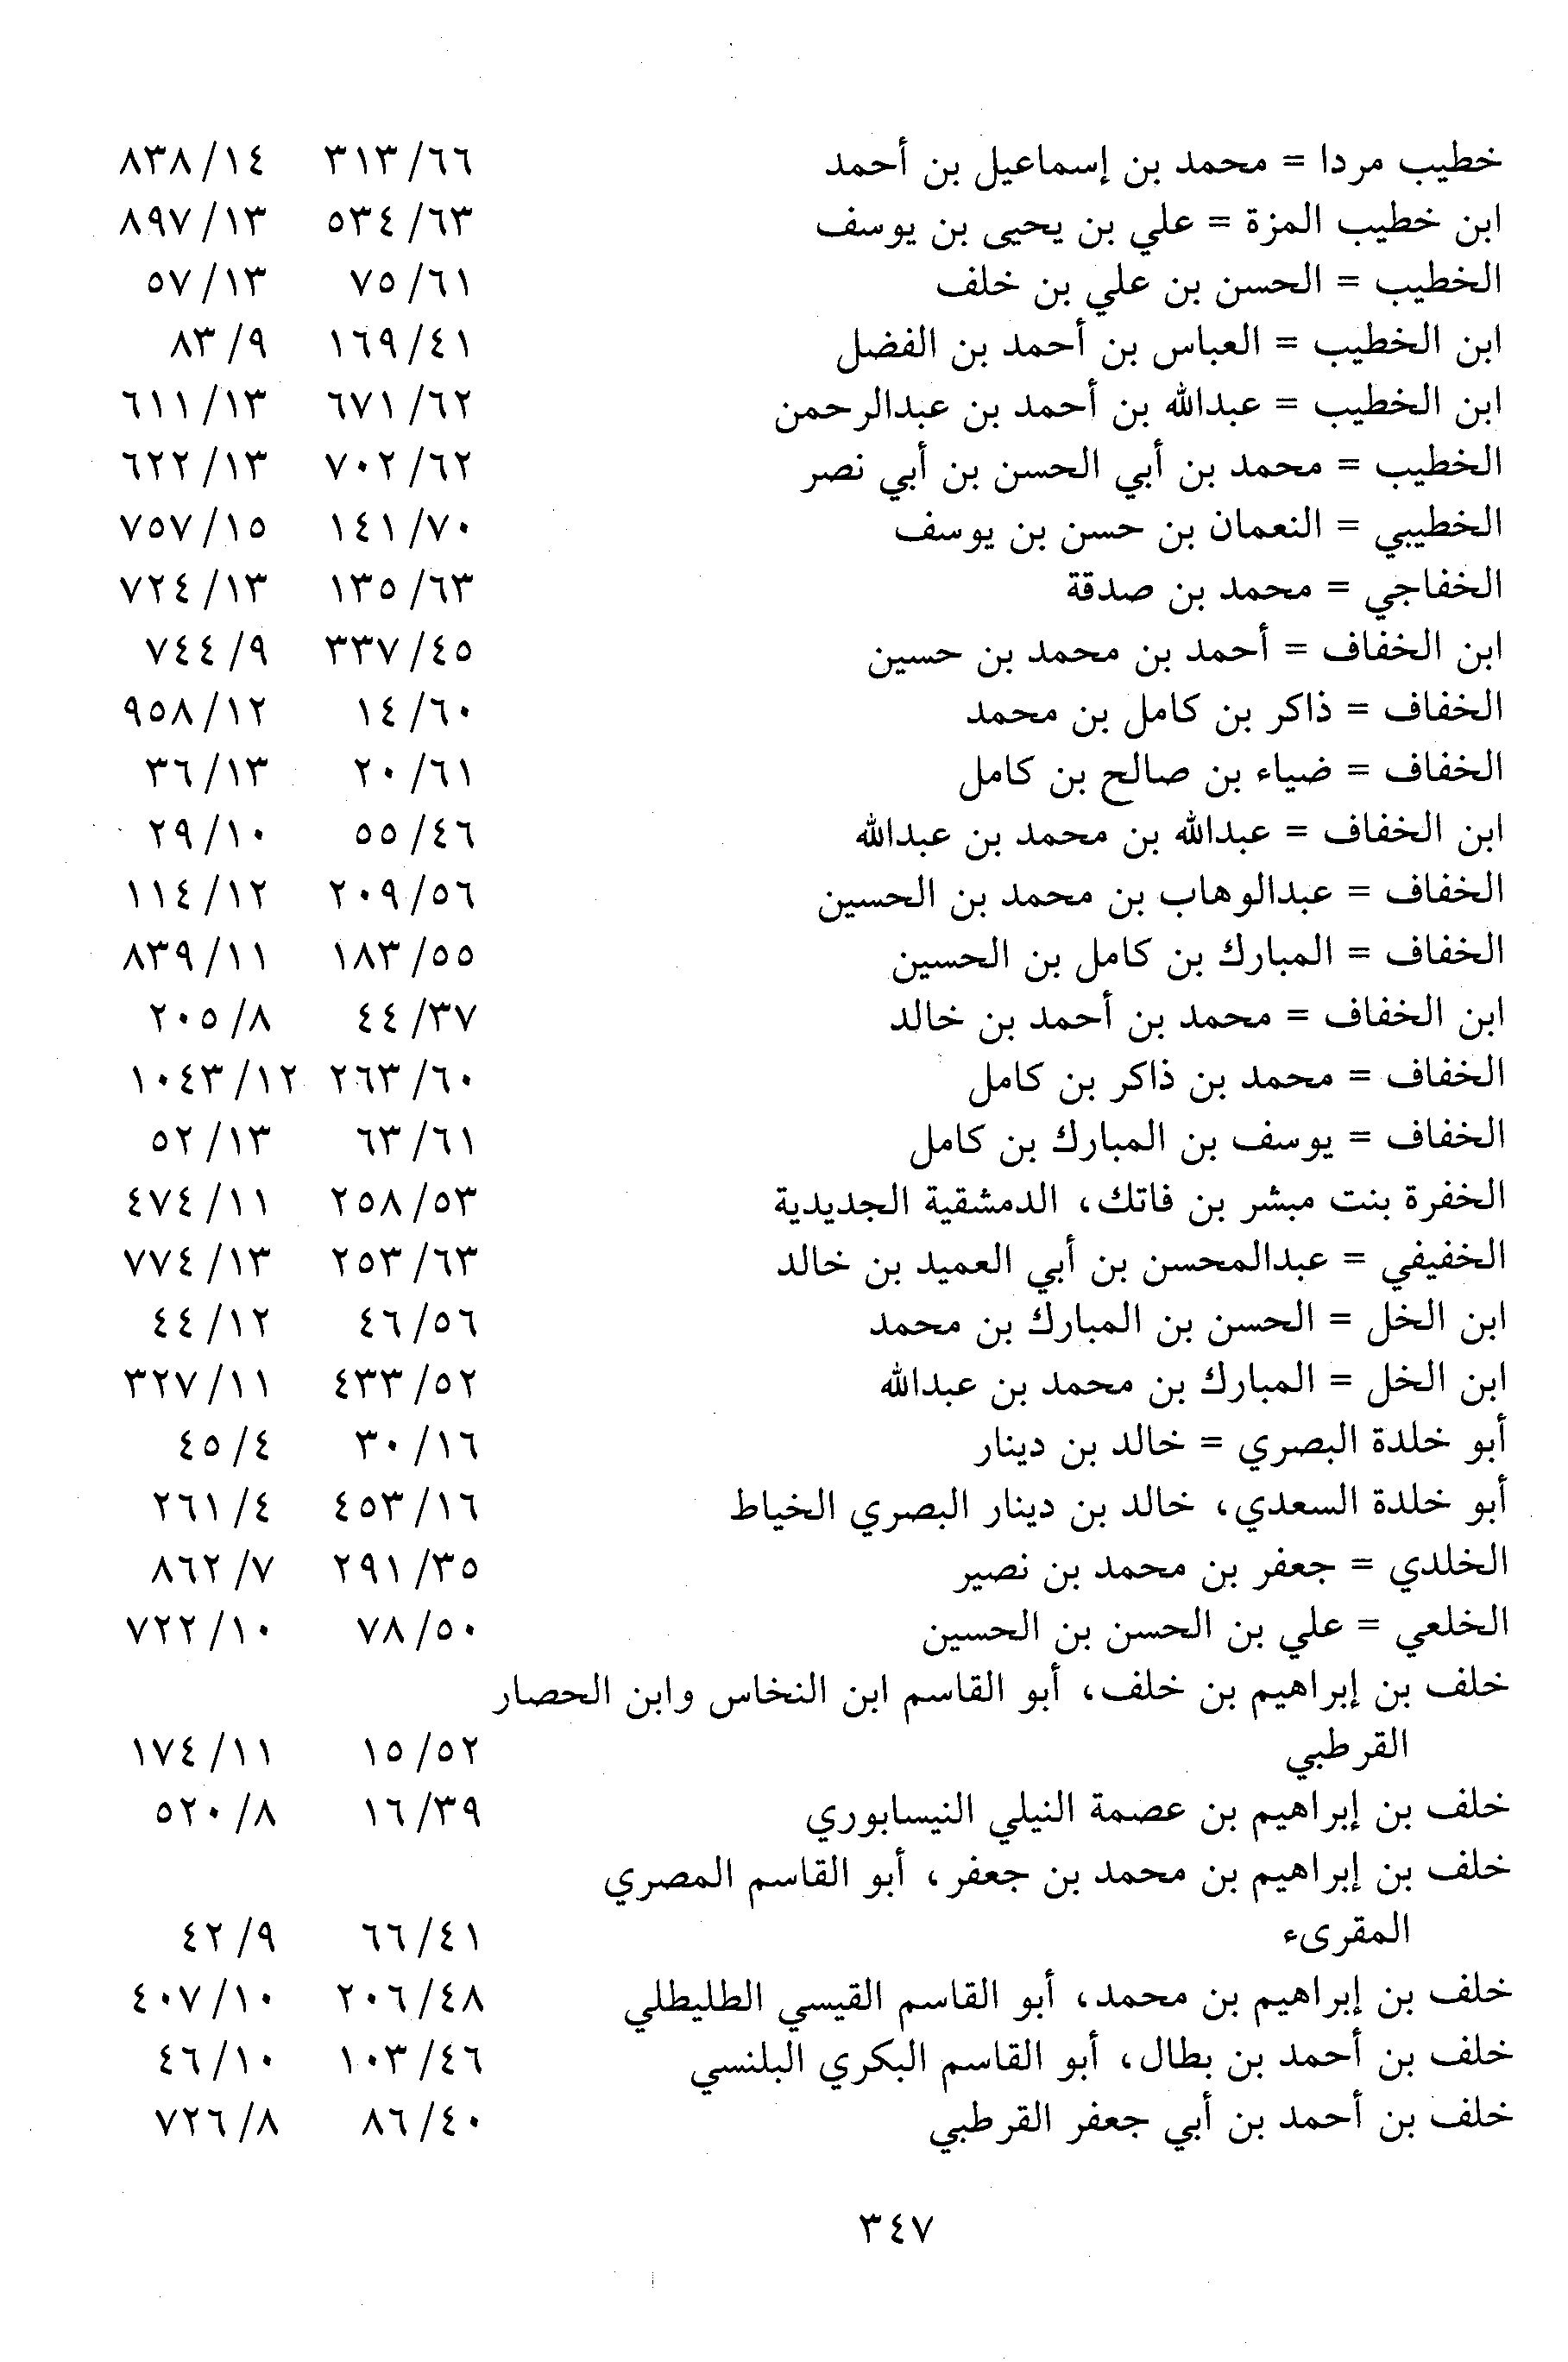 خطيب مردا = محمد بن إسماعيل بن أحمد ٦٦/ ٣١٣ ١٤/ ٨٣٨
ابن خطيب المزة = علي بن يحيى بن يوسف ٦٣/ ٥٣٤ ١٣/ ٨٩٧
الخطيب = الحسن بن علي بن خلف ٦١/ ٧٥ ١٣/ ٥٧
ابن الخطيب = العباس بن أحمد بن الفضل ٤١/ ١٦٩ ٩/ ٨٣
ابن الخطيب = عبدالله بن أحمد بن عبدالرحمن ٦٢/ ٦٧١ ١٣/ ٦١١
الخطيب = محمد بن أبي الحسن بن أبي نصر ٦٢/ ٧٠٢ ١٣/ ٦٢٢
الخطيبي = النعمان بن حسن بن يوسف ٧٠/ ١٤١ ١٥/ ٧٥٧
الخفاجي = محمد بن صدقة ٦٣/ ١٣٥ ١٣/ ٧٢٤
ابن الخفاف = أحمد بن محمد بن حسين ٤٥/ ٣٣٧ ٩/ ٧٤٤
الخفاف = ذاكر بن كامل بن محمد ٦٠/ ١٤ ١٢/ ٩٥٨
الخفاف = ضياء بن صالح بن كامل ٦١/ ٢٠ ١٣/ ٣٦
ابن الخفاف = عبدالله بن محمد بن عبدالله ٤٦/ ٥٥ ١٠/ ٢٩
الخفاف = عبدالوهاب بن محمد بن الحسين ٥٦/ ٢٠٩ ١٢/ ١١٤
الخفاف = المبارك بن كامل بن الحسين ٥٥/ ١٨٣ ١١/ ٨٣٩
ابن الخفاف = محمد بن أحمد بن خالد ٣٧/ ٤٤ ٨/ ٢٠٥
الخفاف = محمد بن ذاكر بن كامل ٦٠/ ٢٦٣ ١٢/ ١٠٤٣
الخفاف = يوسف بن المبارك بن كامل ٦١/ ٦٣ ١٣/ ٥٢
الخفرة بنت مبشر بن فاتك، الدمشقية الجديدية ٥٣/ ٢٥٨ ١١/ ٤٧٤
الخفيفي = عبدالمحسن بن أبي العميد بن خالد ٦٣/ ٢٥٣ ١٣/ ٧٧٤
ابن الخل = الحسن بن المبارك بن محمد ٥٦/ ٤٦ ١٢/ ٤٤
ابن الخل = المبارك بن محمد بن عبدالله ٥٢/ ٤٣٣ ١١/ ٣٢٧
أبو خلدة البصري = خالد بن دينار ١٦/ ٣٠ ٤/ ٤٥
أبو خلدة السعدي، خالد بن دينار البصري الخياط ١٦/ ٤٥٣ ٤/ ٢٦١
الخلدي = جعفر بن محمد بن نصير ٣٥/ ٢٩١ ٧/ ٨٦٢
الخلعي = علي بن الحسن بن الحسين ٥٠/ ٧٨ ١٠/ ٧٢٢
خلف بن إبراهيم بن خلف، أبو القاسم ابن النخاس وابن الحصار
القرطبي ٥٢/ ١٥ ١١/ ١٧٤
خلف بن إبراهيم بن عصمة النيلي النيسابوري ٣٩/ ١٦ ٨/ ٥٢٠
خلف بن إبراهيم بن محمد بن جعفر، أبو القاسم المصري
المقرىء ٤١/ ٦٦ ٩/ ٤٢
خلف بن إبراهيم بن محمد، أبو القاسم القيسي الطليطلي ٤٨/ ٢٠٦ ١٠/ ٤٠٧
خلف بن أحمد بن بطال، أبو القاسم البكري البلنسي ٤٦/ ١٠٣ ١٠/ ٤٦
خلف بن أحمد بن أبي جعفر القرطبي ٤٠/ ٨٦ ٨/ ٧٢٦
٣٤٧